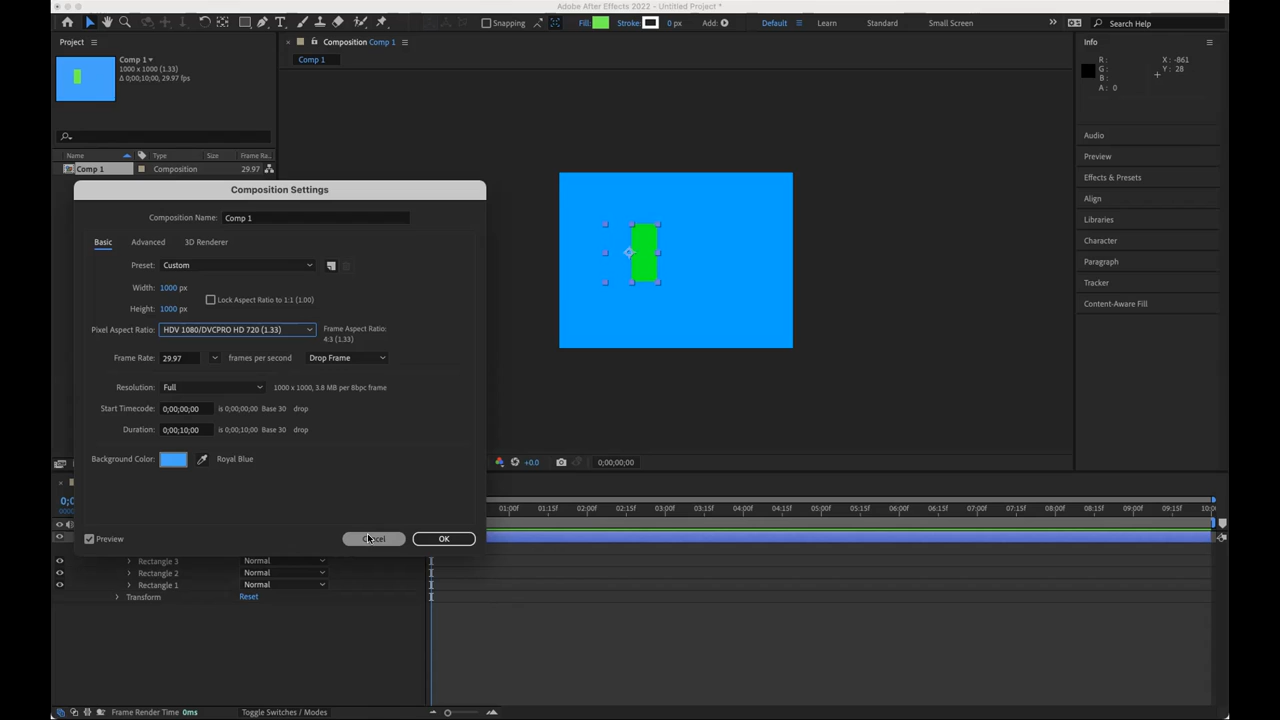 Adobe After Effects 2022 - Untitled Project *
Snapping
Fill:
Stroke:
0 px
Add:
Default
Learn
Standard
Small Screen
Search Help
Project
Comp 1
1000 x 1000 (1.33)
Δ 0;00;10;00, 29.97 fps
Name
Type
Size
Frame Ra..
Comp 1
Composition
29.97
Composition Comp 1
Comp 1
Info
R :
G :
B :
A : 0
X : -861
Y : 28
Audio
Preview
Effects & Presets
Align
Libraries
Character
Paragraph
Tracker
Content-Aware Fill
Composition Settings
Composition Name: Comp 1
Basic
Advanced
3D Renderer
Preset: Custom
Width: 1000 px
Lock Aspect Ratio to 1:1 (1.00)
Height: 1000 px
Pixel Aspect Ratio: HDV 1080/DVCPRO HD 720 (1.33)
Frame Aspect Ratio:
4:3 (1.33)
Frame Rate: 29.97 frames per second Drop Frame
Resolution: Full 1000 x 1000, 3.8 MB per 8bpc frame
Start Timecode: 0;00;00;00 is 0;00;00;00 Base 30 drop
Duration: 0;00;10;00 is 0;00;10;00 Base 30 drop
Background Color: Royal Blue
Preview
Cancel
OK
+0.0
0;00;00;00
01:00f 01:15f 02:00f 02:15f 03:00f 03:15f 04:00f 04:15f 05:00f 05:15f 06:00f 06:15f 07:00f 07:15f 08:00f 08:15f 09:00f 09:15f 10:00
Rectangle 3 Normal
Rectangle 2 Normal
Rectangle 1 Normal
Transform Reset
Frame Render Time 0ms
Toggle Switches / Modes